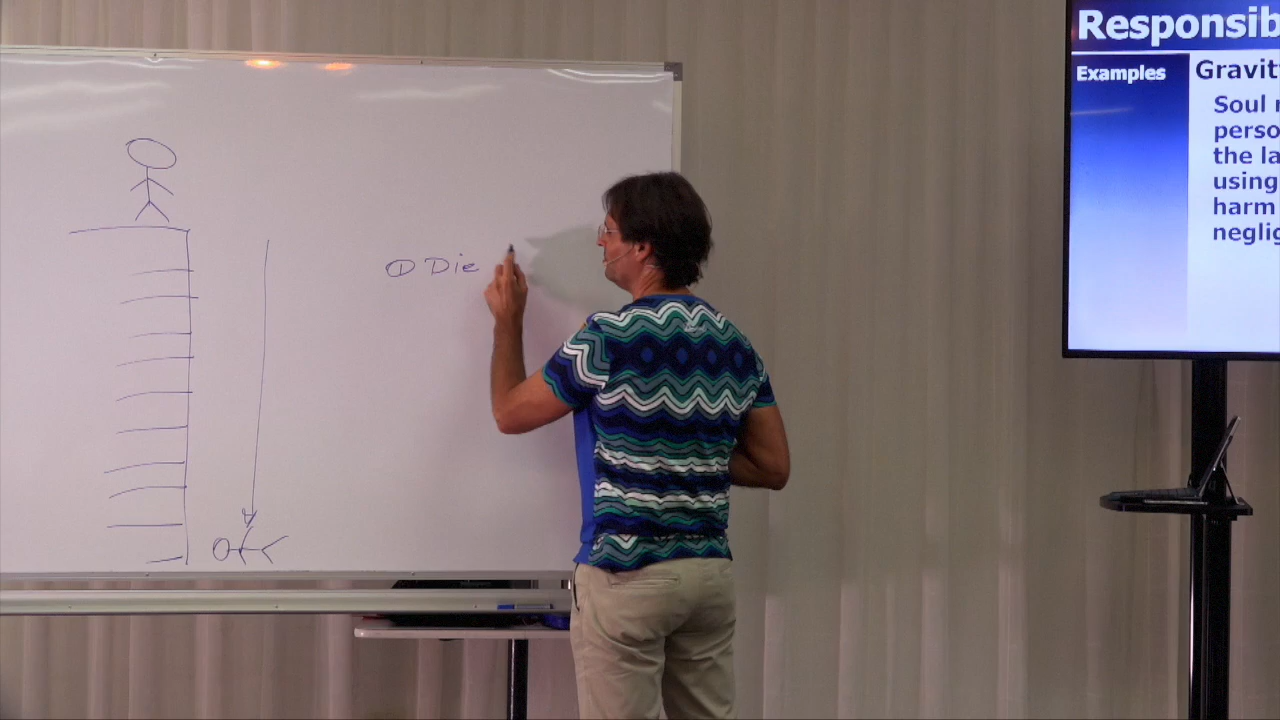 ① Die
Responsib
Examples
Gravit
Soul
perso
the la
using
harm
neglig